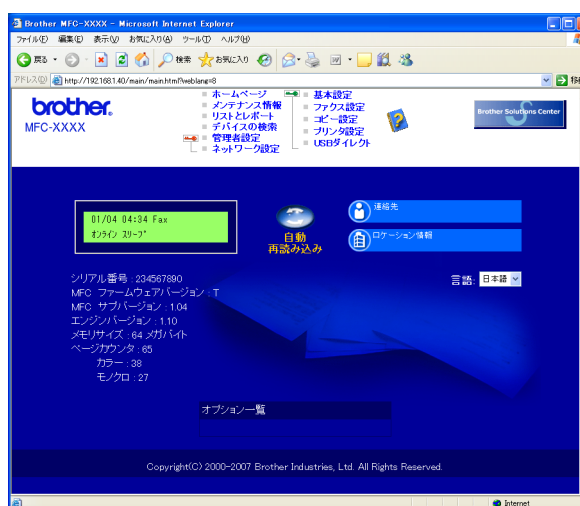 Brother MFC-XXXX - Microsoft Internet Explorer
ファイル(F) 編集(E) 表示(V) お気に入り(A) ツール(T) ヘルプ(H)
戻る 検索 お気に入り
アドレス(D) http://192.168.1.40/main/main.html?weblang=8
brother
MFC-XXXX
ホームページ
メンテナンス情報
リストとレポート
デバイスの検索
管理者設定
ネットワーク設定
基本設定
ファクス設定
コピー設定
プリンタ設定
USBダイレクト
Brother Solutions Center
01/04 04:34 Fax
オンライン スリープ
自動
再読み込み
連絡先
ロケーション情報
言語: 日本語
シリアル番号 : 234567890
MFC ファームウェアバージョン : T
MFC サブバージョン : 1.04
エンジンバージョン : 1.10
メモリサイズ : 64 メガバイト
ページカウンタ : 65
カラー : 38
モノクロ : 27
オプション一覧
Copyright(C) 2000-2007 Brother Industries, Ltd. All Rights Reserved.
Internet